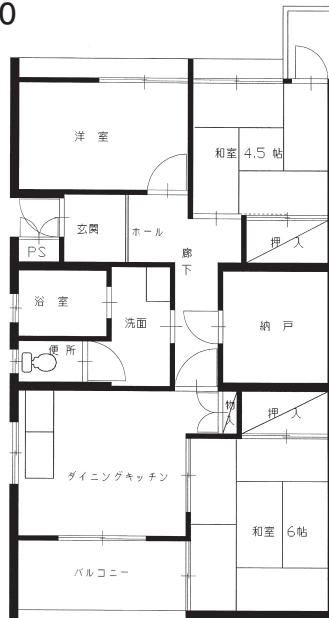 0
洋室
和室 4.5 帖
玄関
ホール
PS
廊下
押入
浴室
洗面
納戸
便所
物入
押入
ダイニングキッチン
和室 6帖
バルコニー